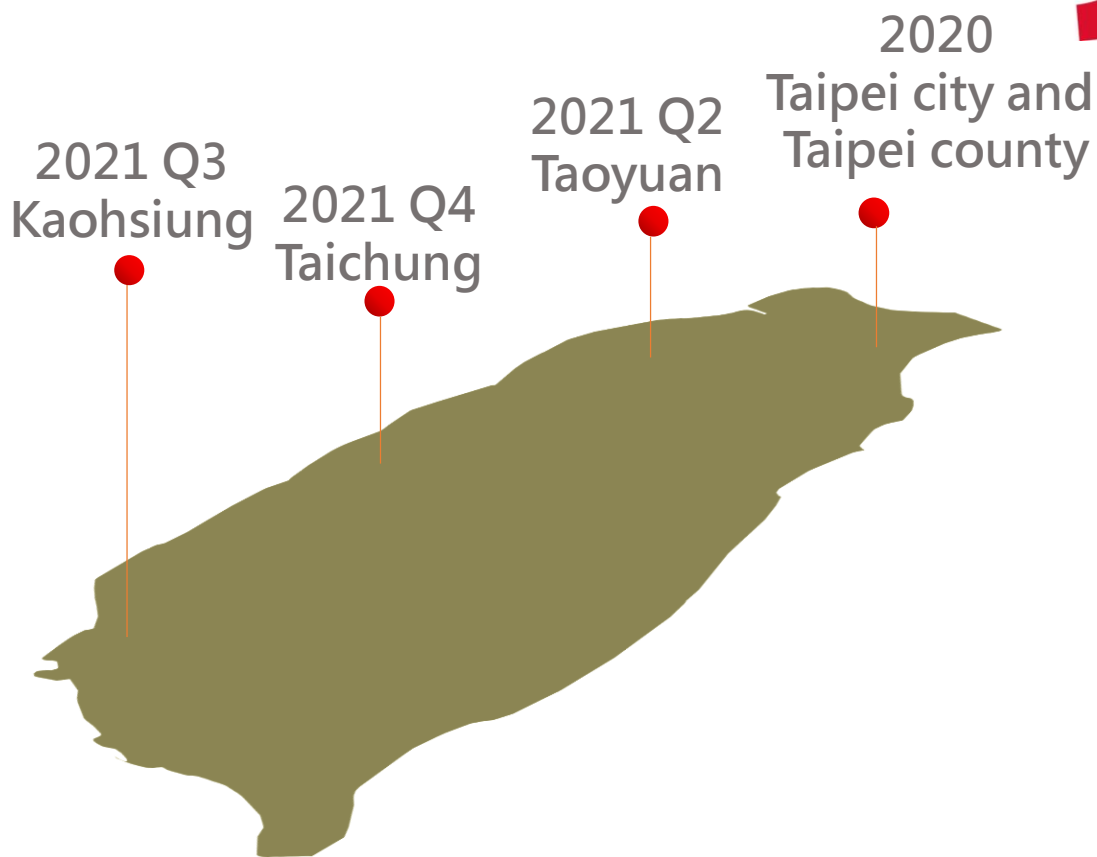 2021 Q3
Kaohsiung
2021 Q4
Taichung
2021 Q2
Taoyuan
2020
Taipei city and
Taipei county